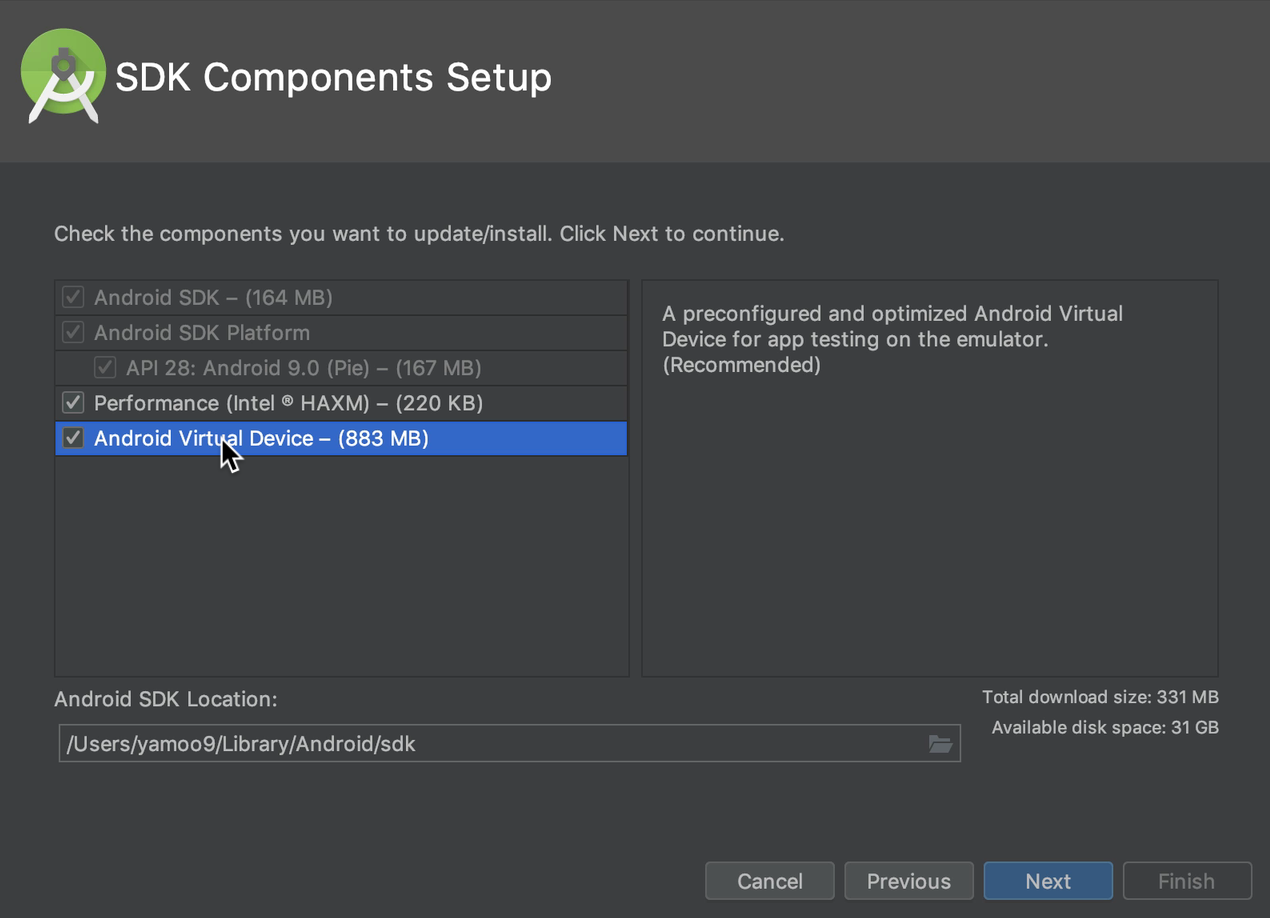 SDK Components Setup
Check the components you want to update/install. Click Next to continue.
Android SDK – (164 MB)
Android SDK Platform
API 28: Android 9.0 (Pie) – (167 MB)
Performance (Intel ® HAXM) – (220 KB)
Android Virtual Device – (883 MB)
A preconfigured and optimized Android Virtual
Device for app testing on the emulator.
(Recommended)
Android SDK Location:
/Users/yamoo9/Library/Android/sdk
Total download size: 331 MB
Available disk space: 31 GB
Cancel
Previous
Next
Finish